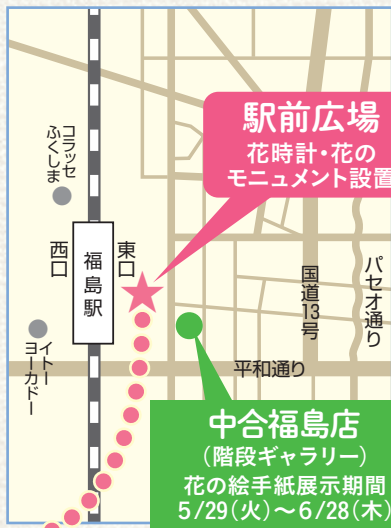 駅前広場
花時計・花の
モニュメント設置
コラッセ
ふくしま
西口
福島駅
東口
国道13号
パセオ通り
イトー
ヨーカドー
平和通り
中合福島店
(階段ギャラリー)
花の絵手紙展示期間
5/29(火)〜6/28(木)